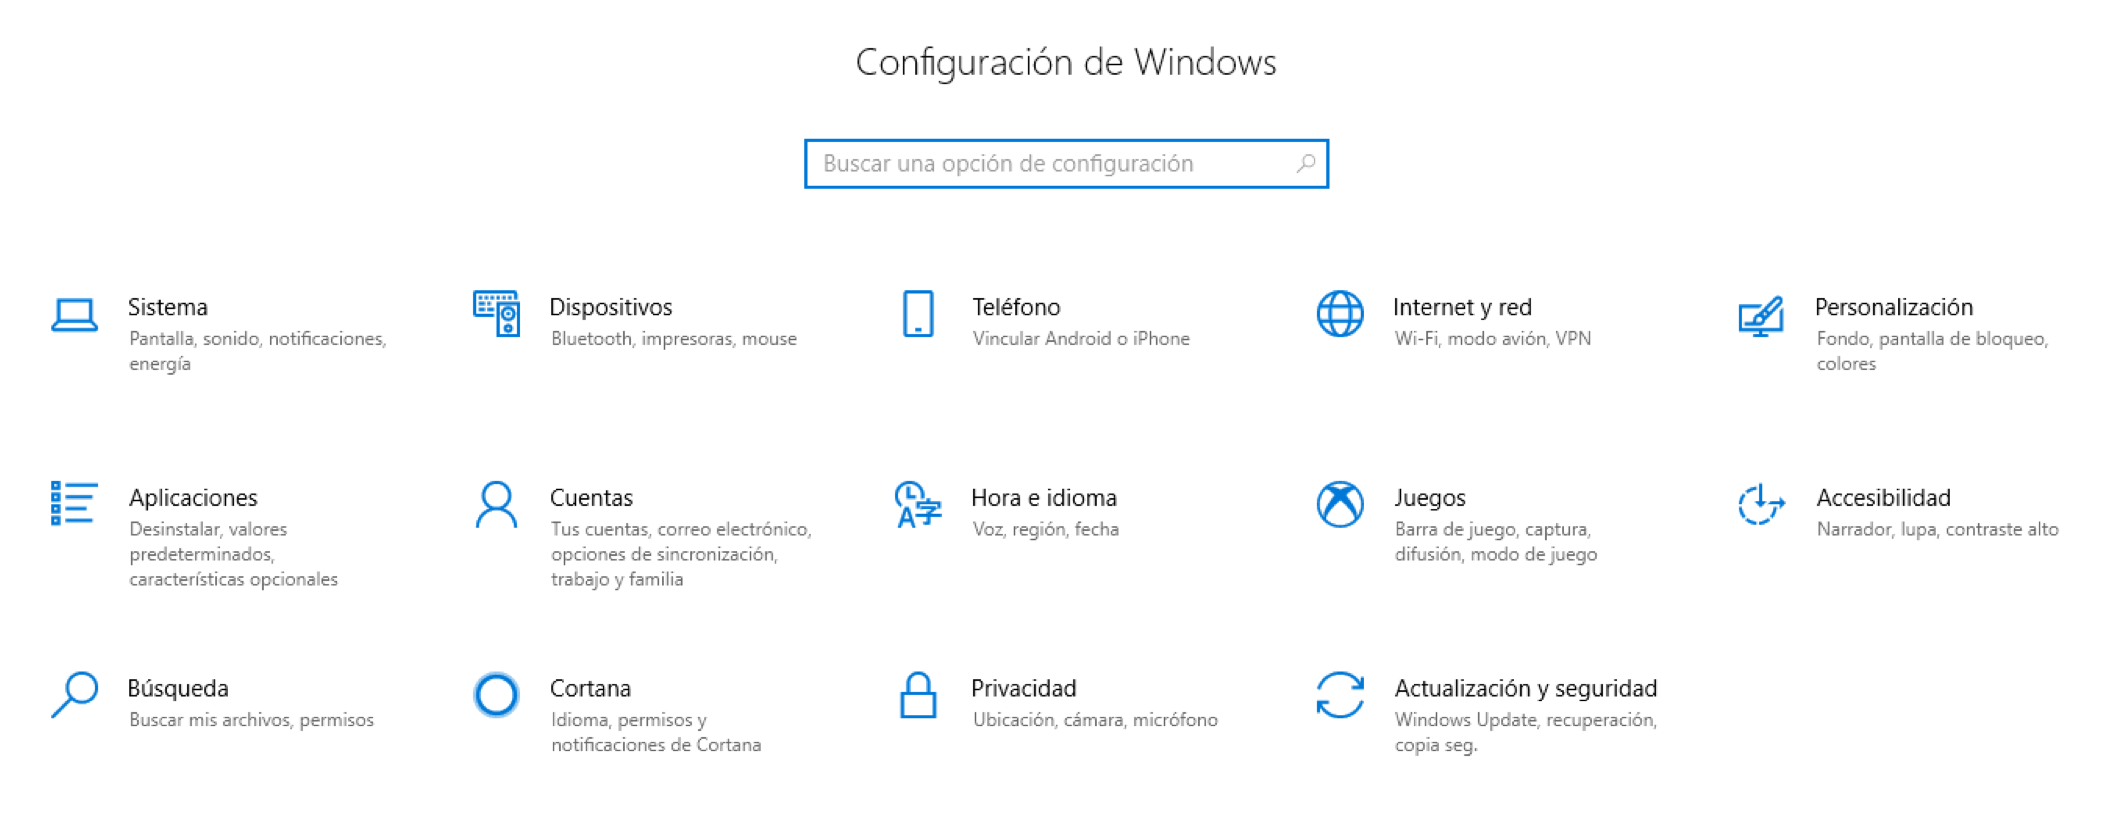 Configuración de Windows
Buscar una opción de configuración
Sistema
Pantalla, sonido, notificaciones,
energía
Dispositivos
Bluetooth, impresoras, mouse
Teléfono
Vincular Android o iPhone
Internet y red
Wi-Fi, modo avión, VPN
Personalización
Fondo, pantalla de bloqueo,
colores
Aplicaciones
Desinstalar, valores
predeterminados,
características opcionales
Cuentas
Tus cuentas, correo electrónico,
opciones de sincronización,
trabajo y familia
Hora e idioma
Voz, región, fecha
Juegos
Barra de juego, captura,
difusión, modo de juego
Accesibilidad
Narrador, lupa, contraste alto
Búsqueda
Buscar mis archivos, permisos
Cortana
Idioma, permisos y
notificaciones de Cortana
Privacidad
Ubicación, cámara, micrófono
Actualización y seguridad
Windows Update, recuperación,
copia seg.